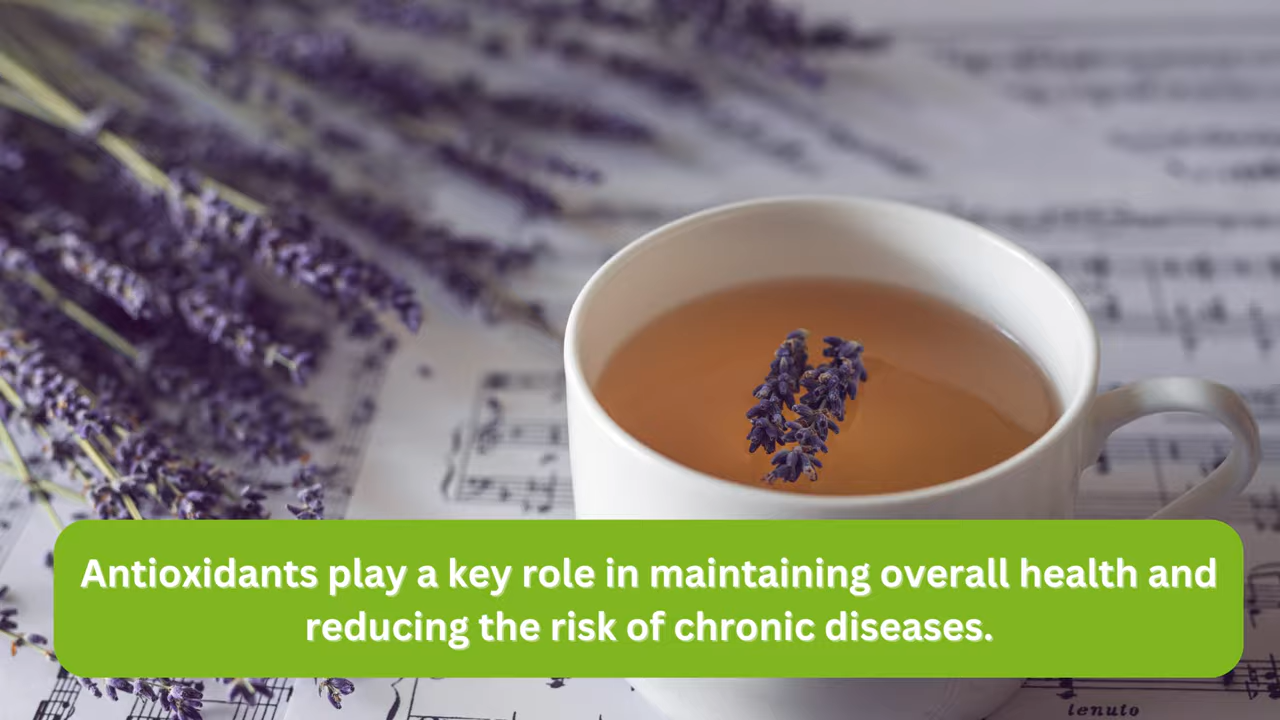 Antioxidants play a key role in maintaining overall health and
reducing the risk of chronic diseases.
tenuto